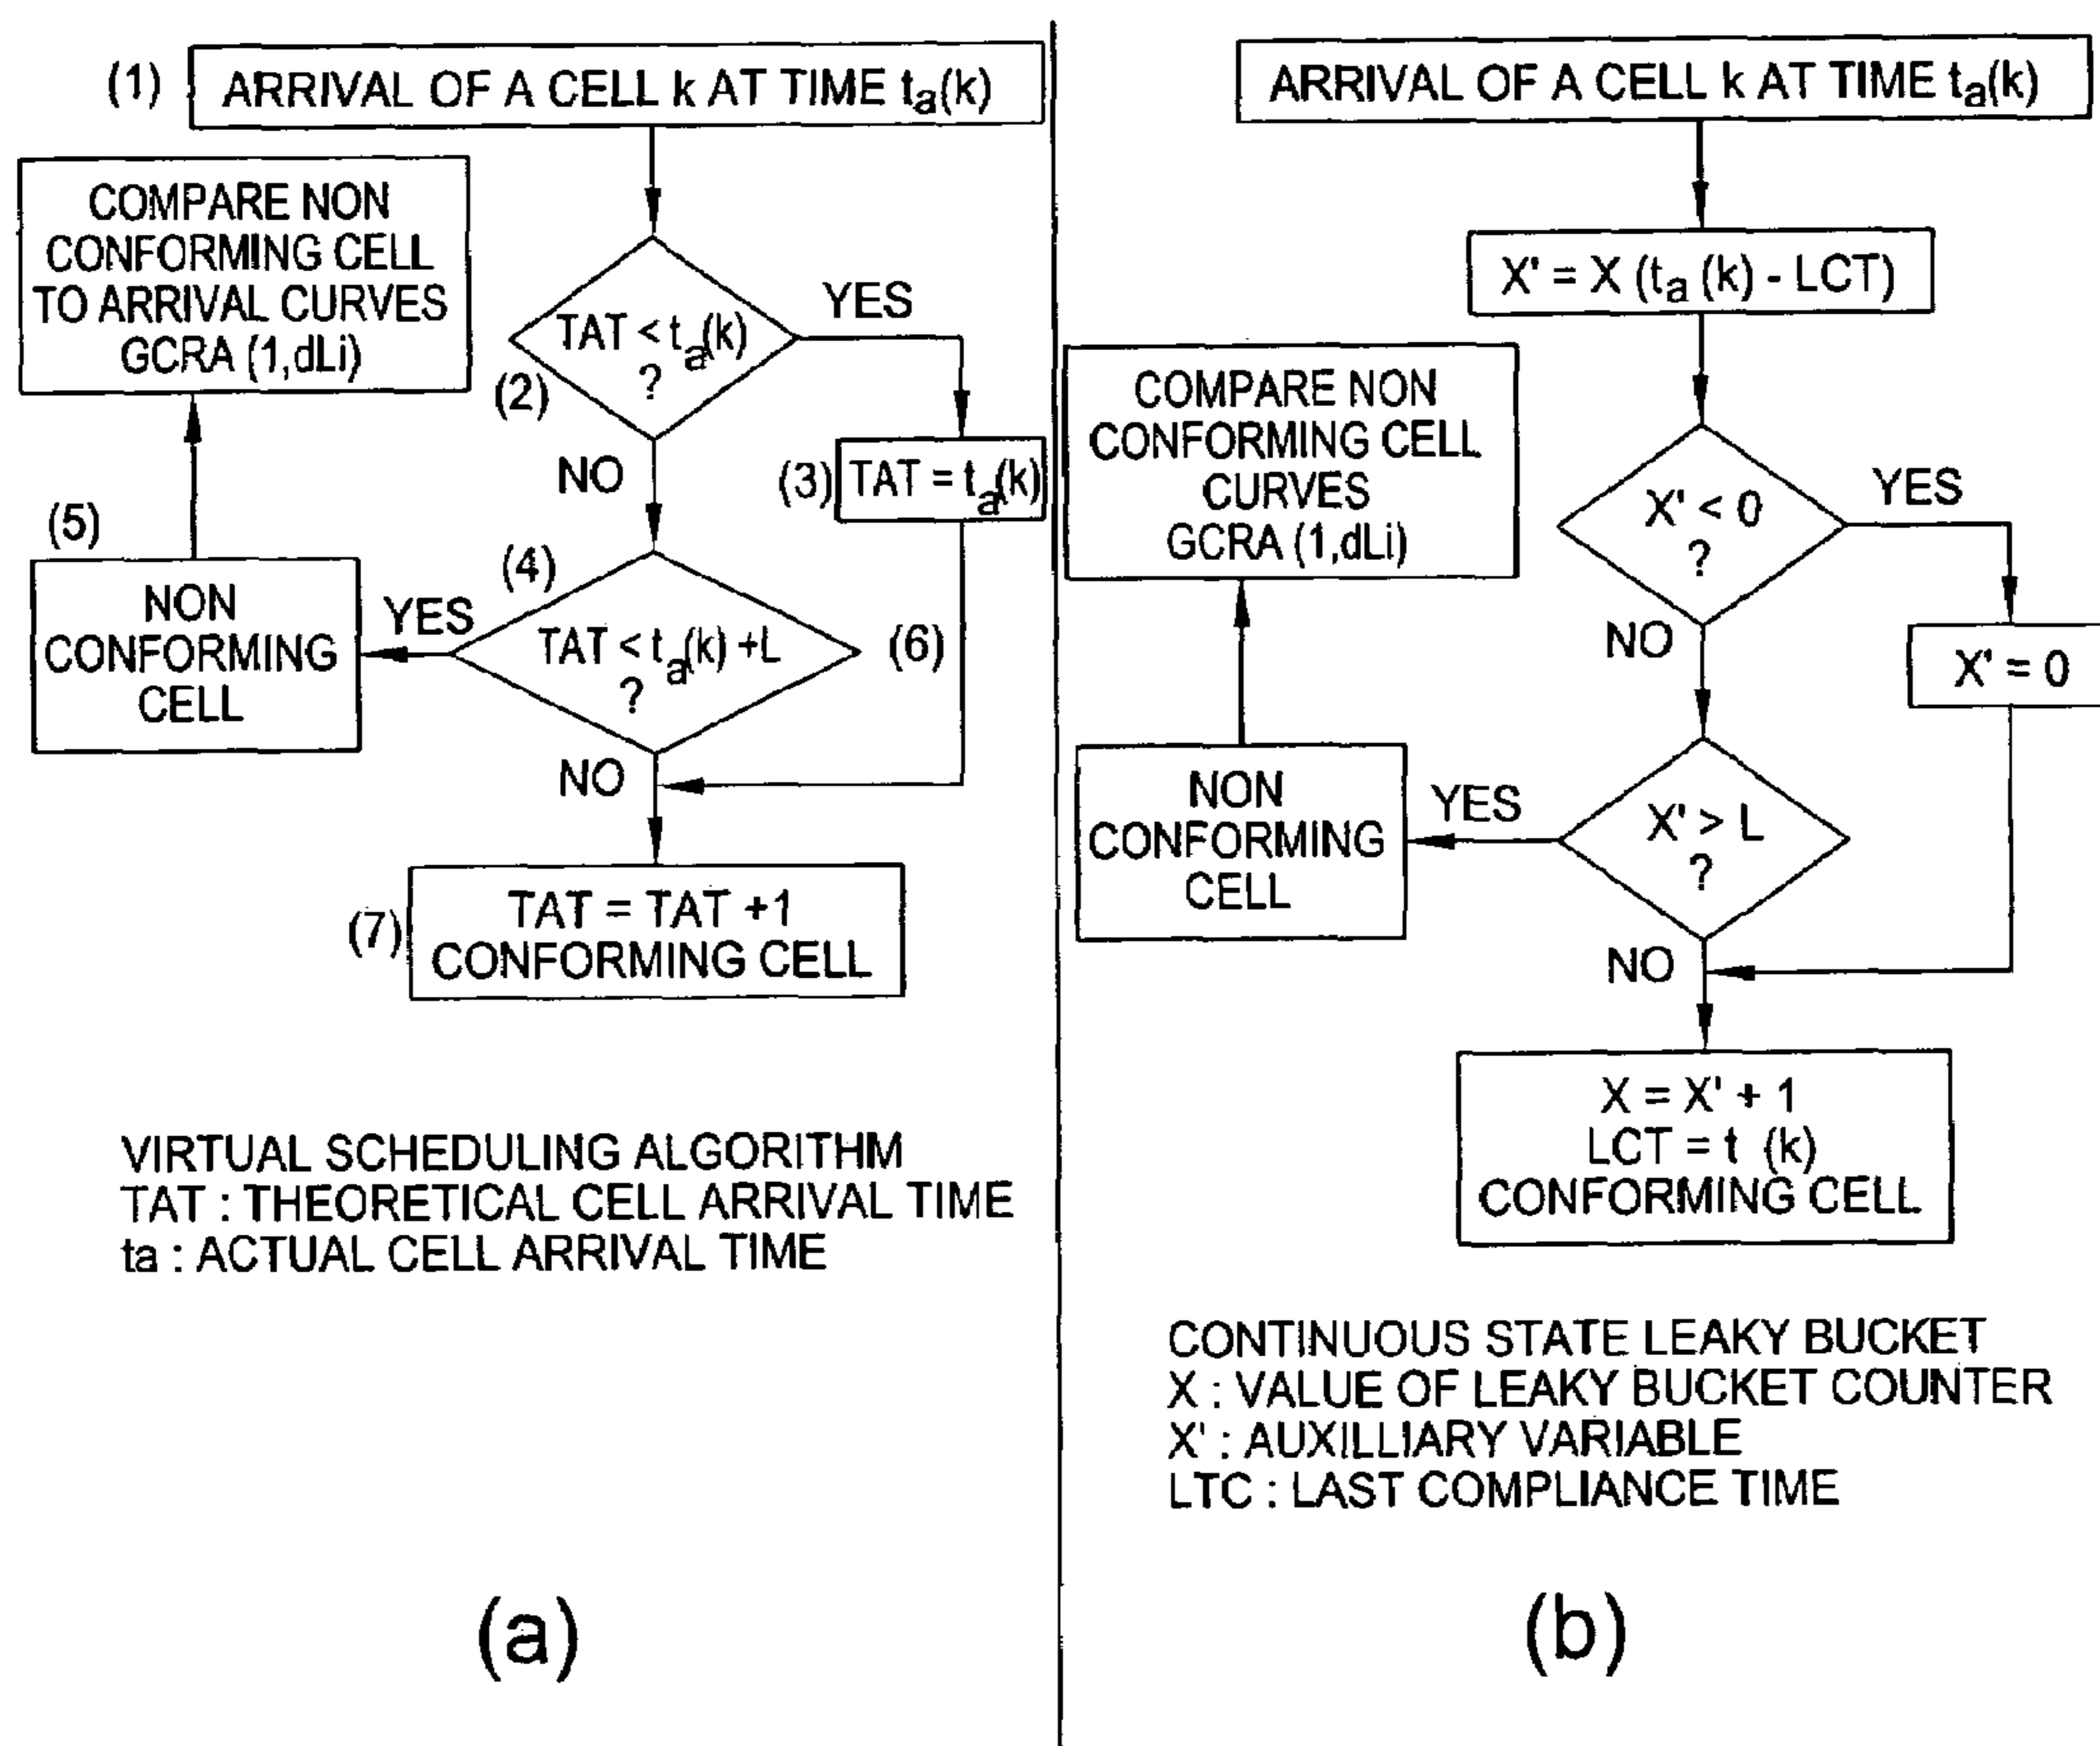 (1)
ARRIVAL OF A CELL k AT TIME ta(k)
COMPARE NON
CONFORMING CELL
TO ARRIVAL CURVES
GCRA (1,dLi)
TAT < ta(k)
?
(2)
YES
NO
(3)
TAT = ta(k)
(4)
TAT < ta(k) +L
?
YES
(5)
NON
CONFORMING
CELL
(6)
NO
(7)
TAT = TAT +1
CONFORMING CELL
VIRTUAL SCHEDULING ALGORITHM
TAT : THEORETICAL CELL ARRIVAL TIME
ta : ACTUAL CELL ARRIVAL TIME
(a)
ARRIVAL OF A CELL k AT TIME ta(k)
X' = X (ta (k) - LCT)
COMPARE NON
CONFORMING CELL
CURVES
GCRA (1,dLi)
X' < 0
?
YES
NO
X' = 0
X' > L
?
YES
NON
CONFORMING
CELL
NO
X = X' + 1
LCT = t (k)
CONFORMING CELL
CONTINUOUS STATE LEAKY BUCKET
X : VALUE OF LEAKY BUCKET COUNTER
X' : AUXILLIARY VARIABLE
LTC : LAST COMPLIANCE TIME
(b)